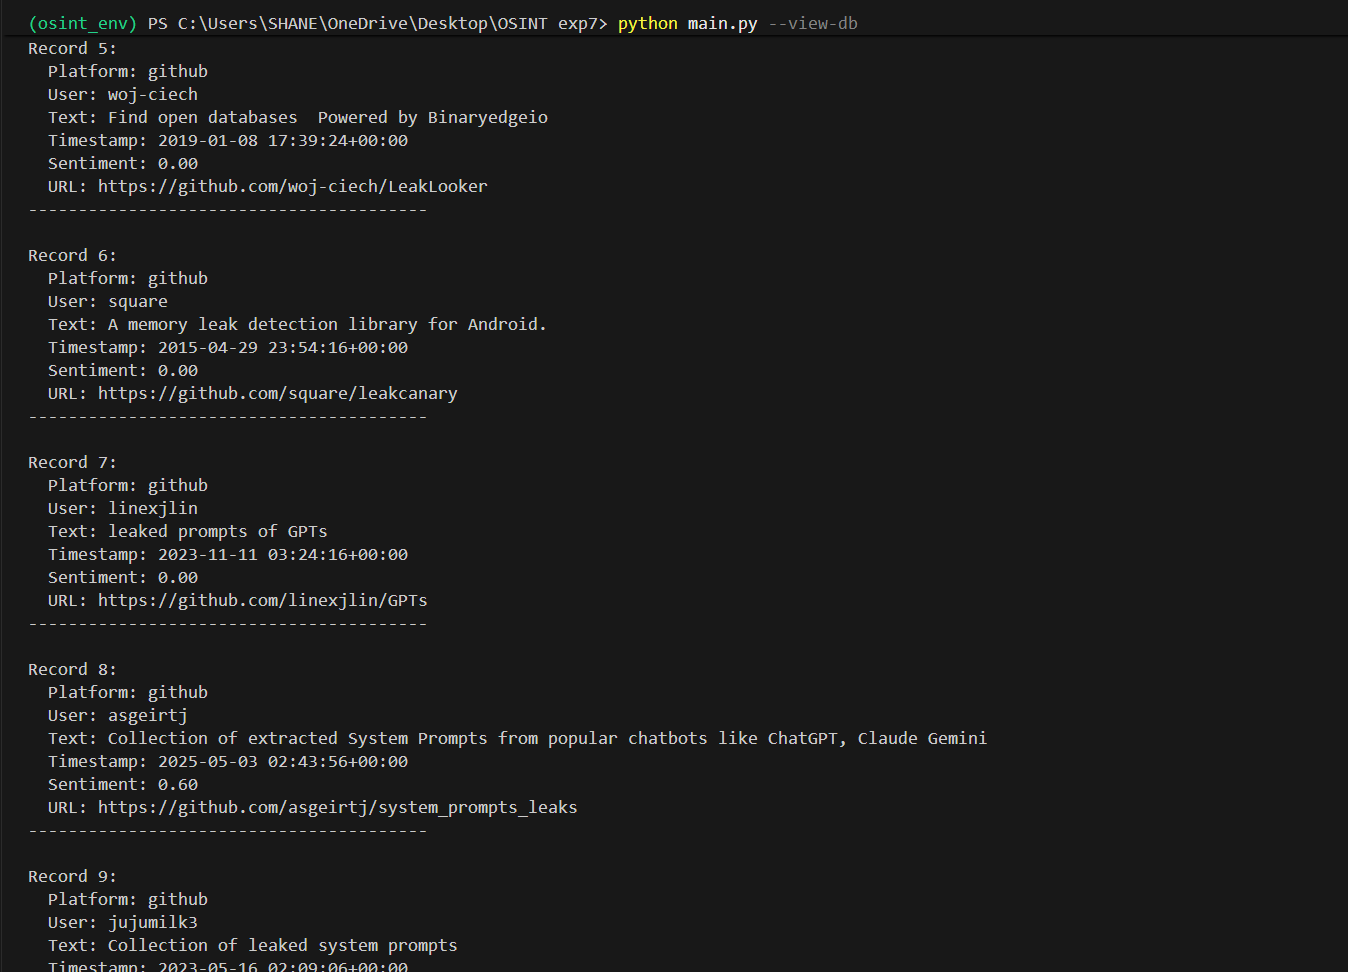 (osint_env) PS C:\Users\SHANE\OneDrive\Desktop\OSINT exp7> python main.py --view-db
Record 5:
  Platform: github
  User: woj-ciech
  Text: Find open databases  Powered by Binaryedgeio
  Timestamp: 2019-01-08 17:39:24+00:00
  Sentiment: 0.00
  URL: https://github.com/woj-ciech/LeakLooker
----------------------------------------
Record 6:
  Platform: github
  User: square
  Text: A memory leak detection library for Android.
  Timestamp: 2015-04-29 23:54:16+00:00
  Sentiment: 0.00
  URL: https://github.com/square/leakcanary
----------------------------------------
Record 7:
  Platform: github
  User: linexjlin
  Text: leaked prompts of GPTs
  Timestamp: 2023-11-11 03:24:16+00:00
  Sentiment: 0.00
  URL: https://github.com/linexjlin/GPTs
----------------------------------------
Record 8:
  Platform: github
  User: asgeirtj
  Text: Collection of extracted System Prompts from popular chatbots like ChatGPT, Claude Gemini
  Timestamp: 2025-05-03 02:43:56+00:00
  Sentiment: 0.60
  URL: https://github.com/asgeirtj/system_prompts_leaks
----------------------------------------
Record 9:
  Platform: github
  User: jujumilk3
  Text: Collection of leaked system prompts
  Timestamp: 2023-05-16 02:09:06+00:00